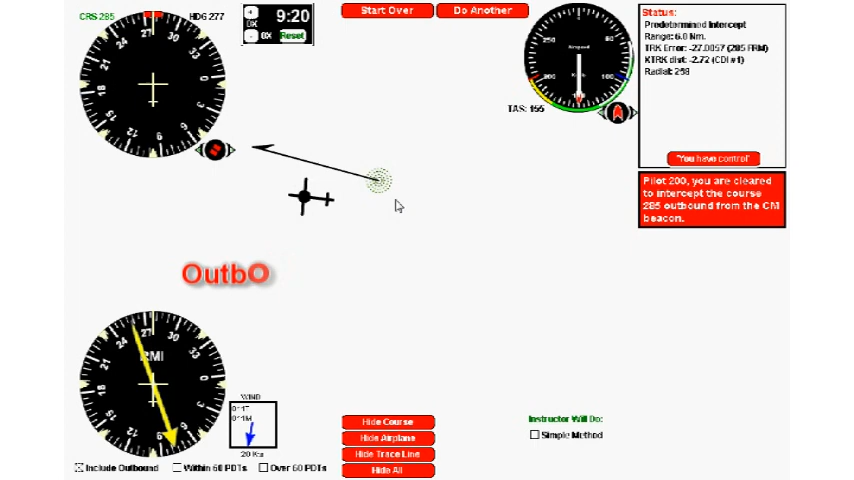 CRS 285
HDG 277
9:20
Reset
Start Over
Do Another
TAS: 155
Status:
Predetermined Intercept
Range: 6.0 Nm.
TRK Error: -27.0057 (285 FRM)
XTRK dist: -2.72 (CDI #1)
Radial: 258
"You have control"
Pilot 200, you are cleared
to intercept the course
285 outbound from the CM
beacon.
OutbO
RMI
WIND
011T
011M
20 Kts
Hide Course
Hide Airplane
Hide Trace Line
Hide All
Instructor Will Do:
Simple Method
Include Outbound
Within 60 PDTs
Over 60 PDTs